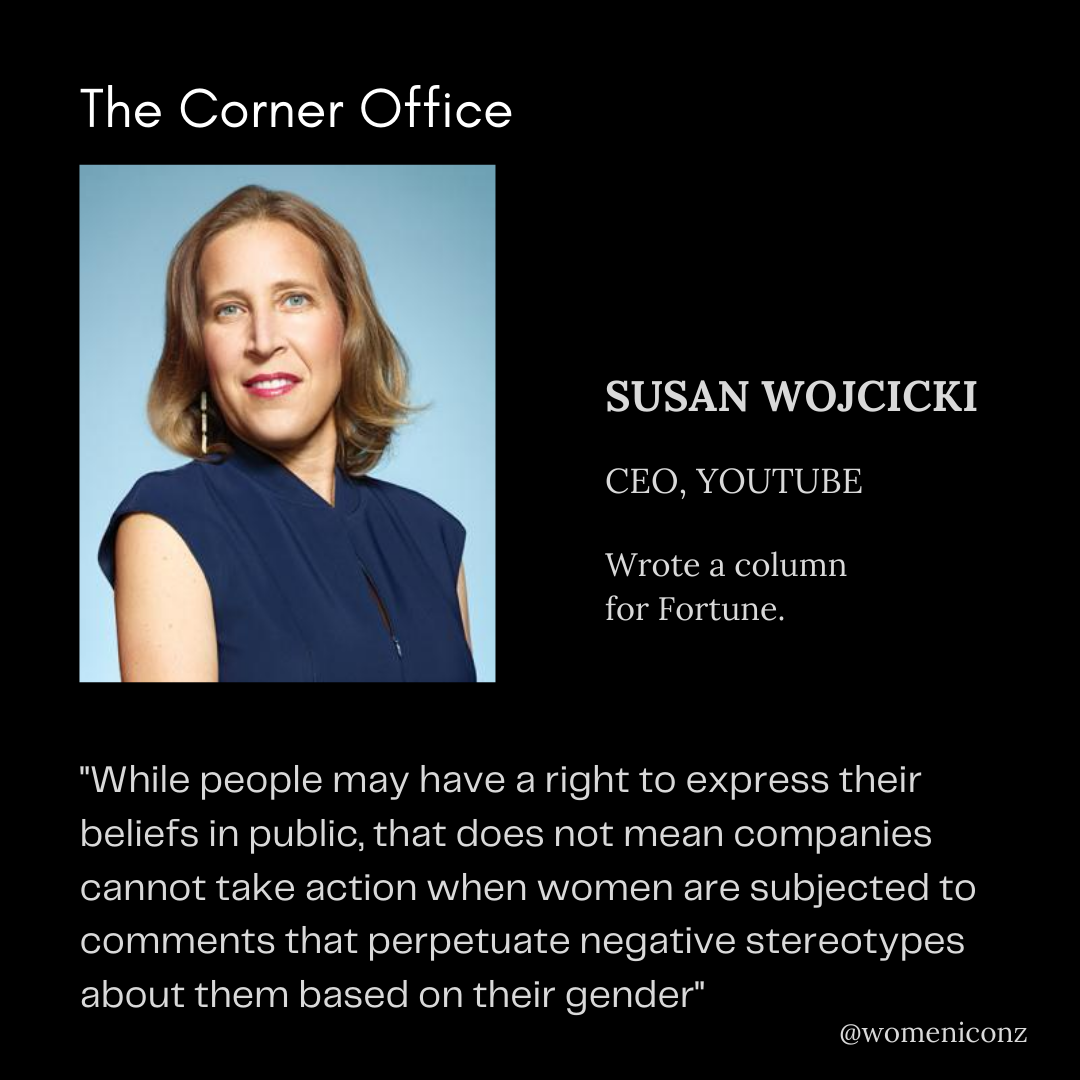 The Corner Office
SUSAN WOJCICKI
CEO, YOUTUBE
Wrote a column
for Fortune.
"While people may have a right to express their
beliefs in public, that does not mean companies
cannot take action when women are subjected to
comments that perpetuate negative stereotypes
about them based on their gender"
@womeniconz